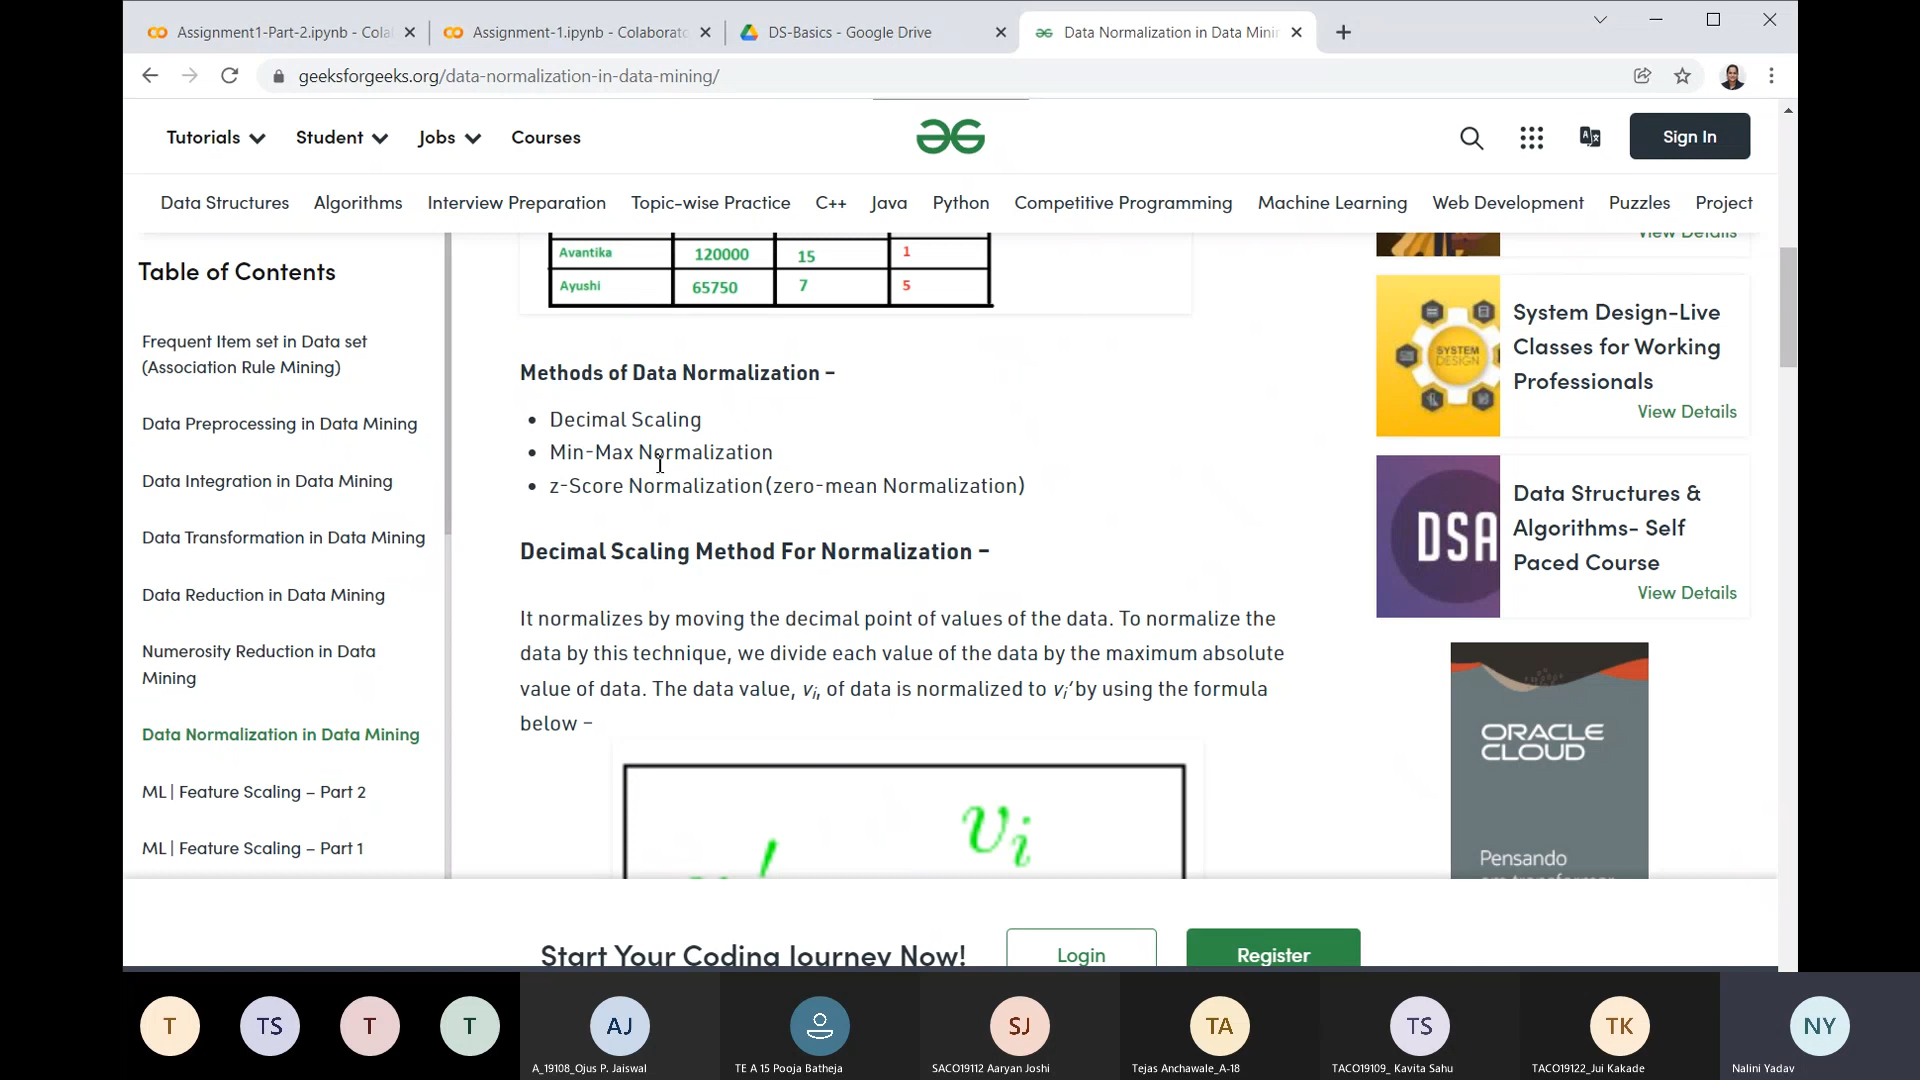 Assignment1-Part-2.ipynb - Cola
Assignment-1.ipynb - Colaborato
DS-Basics - Google Drive
Data Normalization in Data Mini
geeksforgeeks.org/data-normalization-in-data-mining/
Tutorials
Student
Jobs
Courses
Sign In
Data Structures
Algorithms
Interview Preparation
Topic-wise Practice
C++
Java
Python
Competitive Programming
Machine Learning
Web Development
Puzzles
Project
Table of Contents
Frequent Item set in Data set
(Association Rule Mining)
Data Preprocessing in Data Mining
Data Integration in Data Mining
Data Transformation in Data Mining
Data Reduction in Data Mining
Numerosity Reduction in Data
Mining
Data Normalization in Data Mining
ML | Feature Scaling – Part 2
ML | Feature Scaling – Part 1
Avantika 120000 15 1
Ayushi 65750 7 5
Methods of Data Normalization –
• Decimal Scaling
• Min-Max Normalization
• z-Score Normalization(zero-mean Normalization)
Decimal Scaling Method For Normalization –
It normalizes by moving the decimal point of values of the data. To normalize the
data by this technique, we divide each value of the data by the maximum absolute
value of data. The data value, vi, of data is normalized to vi' by using the formula
below –
vi
View Details
SYSTEM
DESIGN
System Design-Live
Classes for Working
Professionals
View Details
DSA
Data Structures &
Algorithms- Self
Paced Course
View Details
ORACLE
CLOUD
Pensando
Start Your Coding Journey Now!
Login
Register
T
TS
T
T
AJ
SJ
TA
TS
TK
NY
A_19108_Ojus P. Jaiswal
TE A 15 Pooja Batheja
SACO19112 Aaryan Joshi
Tejas Anchawale_A-18
TACO19109_ Kavita Sahu
TACO19122_Jui Kakade
Nalini Yadav